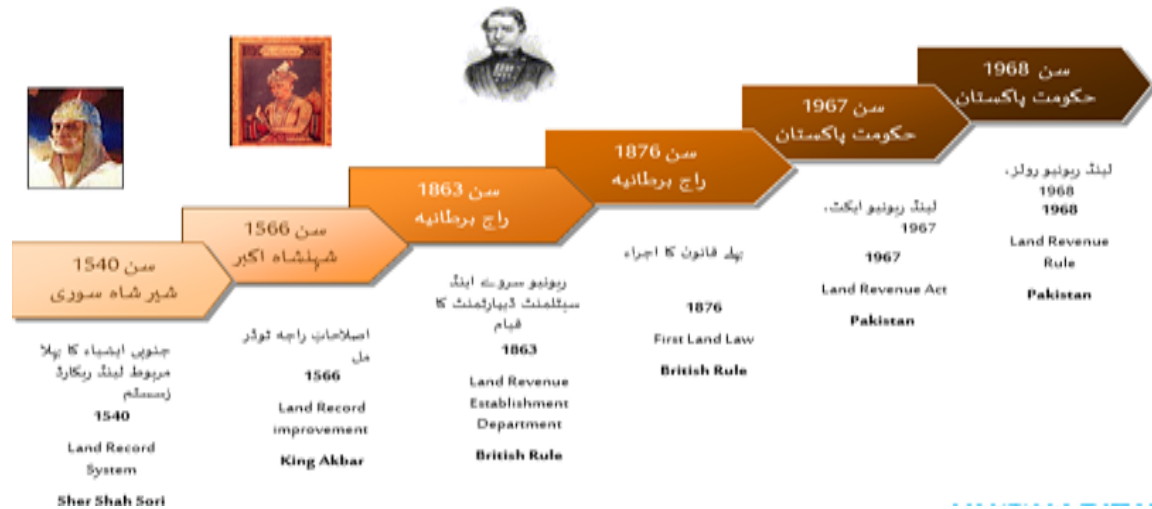 سن 1540
شیر شاہ سوری
جنوبی ایشیاء کا پہلا
مربوط لینڈ ریکارڈ
سسٹم
1540
Land Record
System
Sher Shah Sori
سن 1566
شہنشاہ اکبر
اصلاحات راجہ ٹوڈر
مل
1566
Land Record
improvement
King Akbar
سن 1863
راج برطانیہ
ریونیو سروے اینڈ
سیٹلمنٹ ڈیپارٹمنٹ کا
قیام
1863
Land Revenue
Establishment
Department
British Rule
سن 1876
راج برطانیہ
پہلے قانون کا اجراء
1876
First Land Law
British Rule
سن 1967
حکومت پاکستان
لینڈ ریونیو ایکٹ،
1967
1967
Land Revenue Act
Pakistan
سن 1968
حکومت پاکستان
لینڈ ریونیو رولز،
1968
1968
Land Revenue
Rule
Pakistan